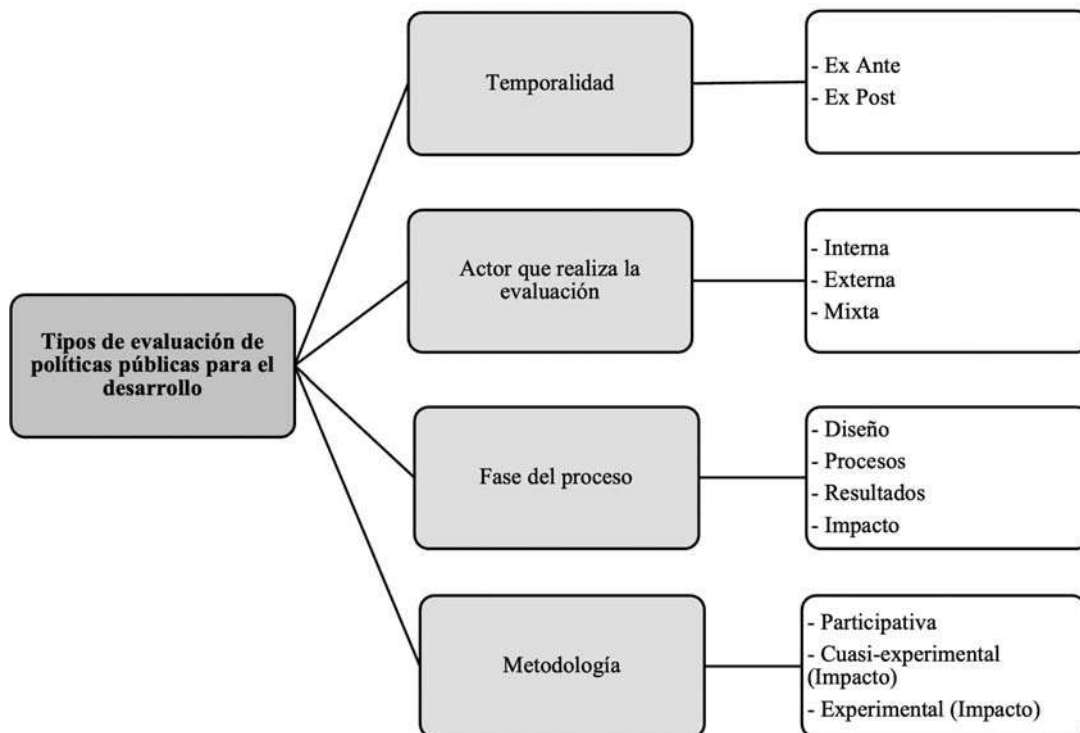 Tipos de evaluación de
políticas públicas para el
desarrollo
Temporalidad
- Ex Ante
- Ex Post
Actor que realiza la
evaluación
- Interna
- Externa
- Mixta
Fase del proceso
- Diseño
- Procesos
- Resultados
- Impacto
Metodología
- Participativa
- Cuasi-experimental
(Impacto)
- Experimental (Impacto)